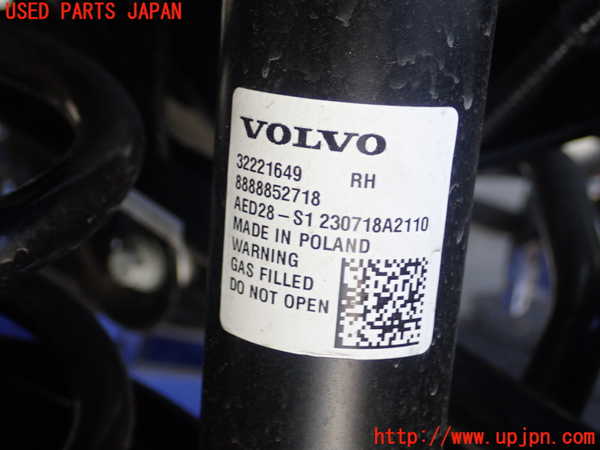 USED PARTS JAPAN
VOLVO
32221649 RH
8888852718
AED28-S1 230718A2110
MADE IN POLAND
WARNING
GAS FILLED
DO NOT OPEN
http://www.upjpn.com/